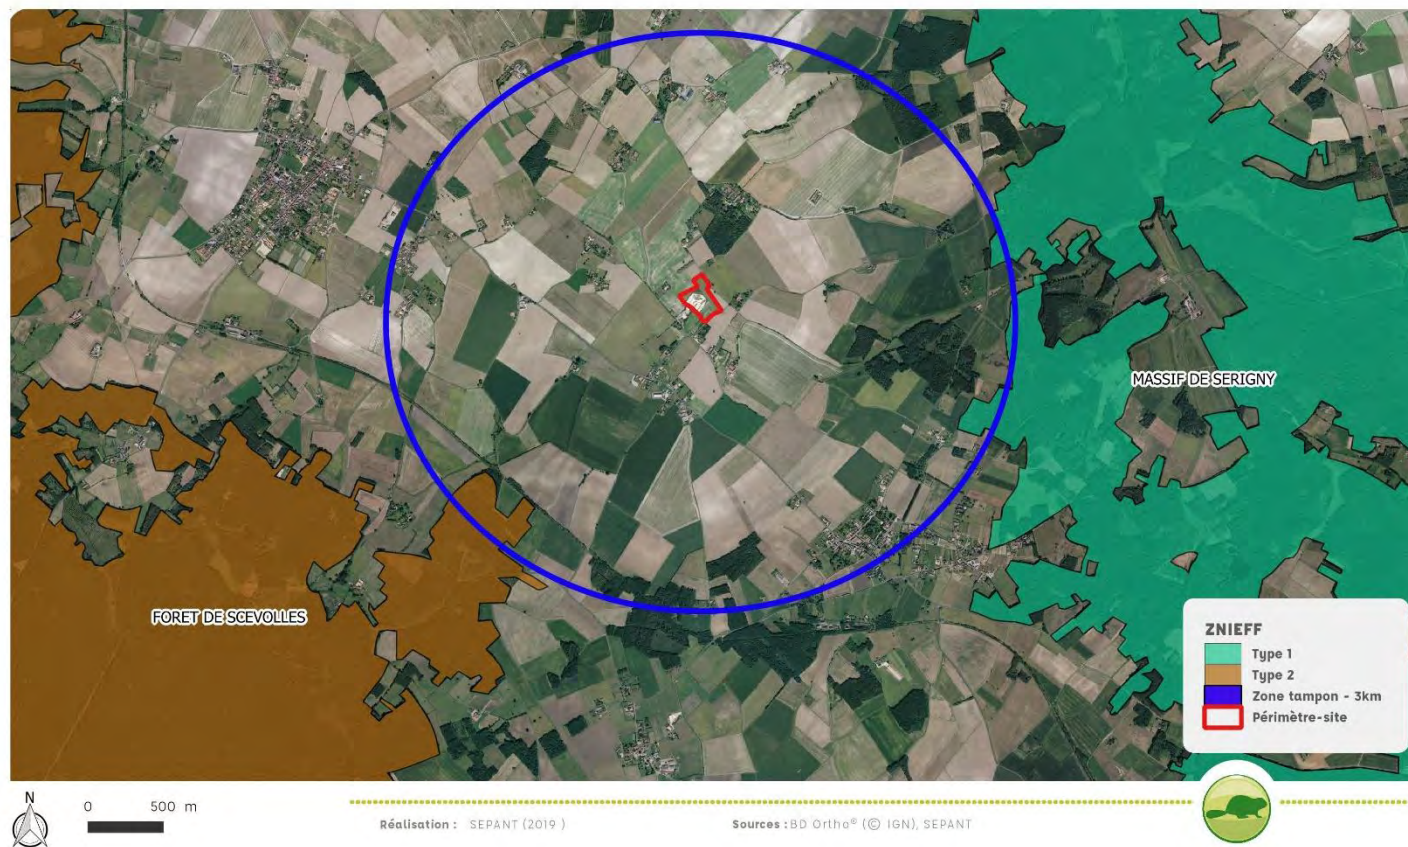 MASSIF DE SERIGNY
FORET DE SCEVOLLES
ZNIEFF
Type 1
Type 2
Zone tampon - 3km
Périmètre-site
N
0 500 m
Réalisation : SEPANT (2019 )
Sources : BD Ortho® (© IGN), SEPANT